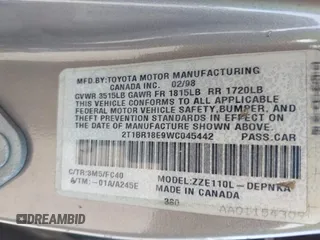 MFD. BY: TOYOTA MOTOR MANUFACTURING
CANADA INC. 02/98
GVWR 3515LB GAWR FR 1815LB RR 1720LB
THIS VEHICLE CONFORMS TO ALL APPLICABLE
FEDERAL MOTOR VEHICLE SAFETY, BUMPER, AND
THEFT PREVENTION STANDARDS IN EFFECT ON
THE DATE OF MANUFACTURE SHOWN ABOVE.
2T1BR18E9WC045442 PASS.CAR
C/TR:3M5/FC40 MODEL:ZZE110L-DEPNKA
A/TM:-01A/A245E MADE IN CANADA
380